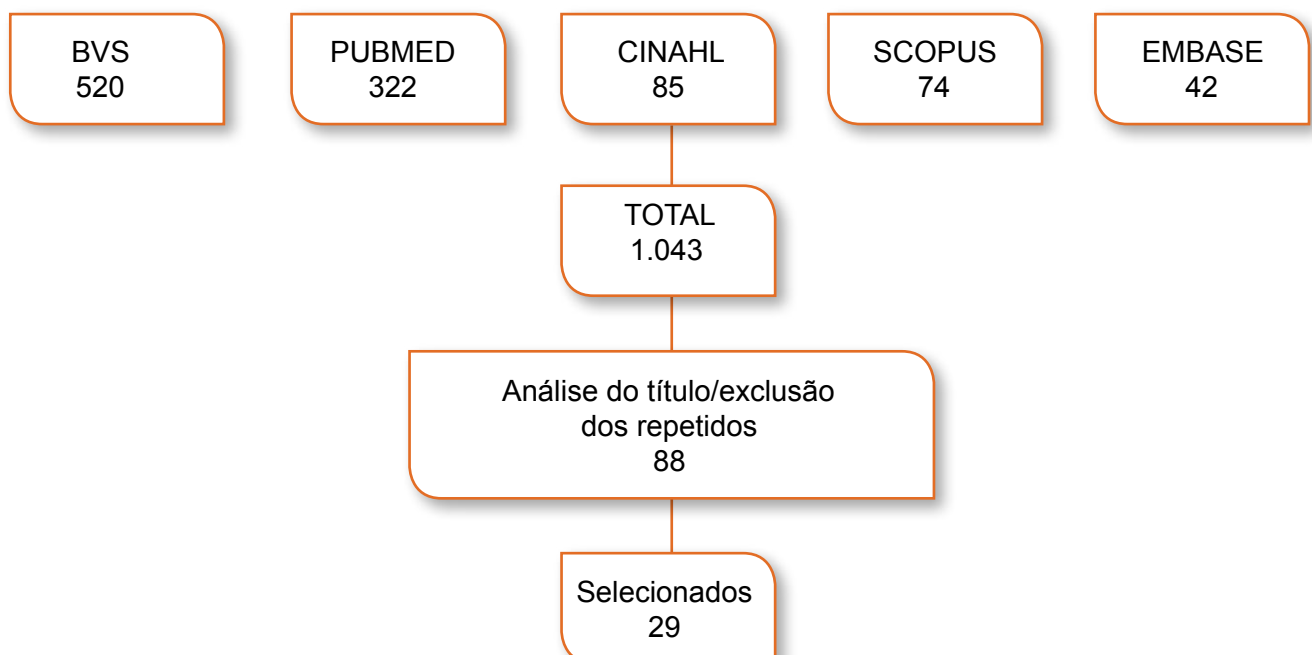 BVS
520
PUBMED
322
CINAHL
85
SCOPUS
74
EMBASE
42
TOTAL
1.043
Análise do título/exclusão
dos repetidos
88
Selecionados
29